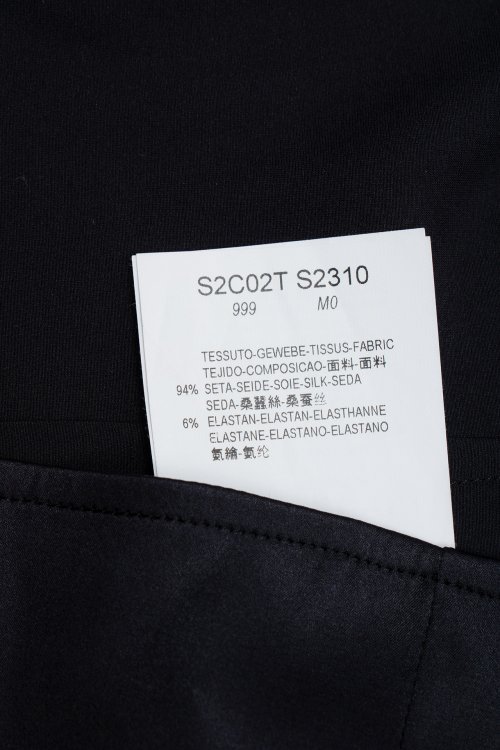 S2C02T S2310
999 M0
TESSUTO-GEWEBE-TISSUS-FABRIC
TEJIDO-COMPOSICAO-面料-面料
94% SETA-SEIDE-SOIE-SILK-SEDA
SEDA-桑蠶絲-桑蚕丝
6% ELASTAN-ELASTAN-ELASTHANNE
ELASTANE-ELASTANO-ELASTANO
氨綸-氨纶